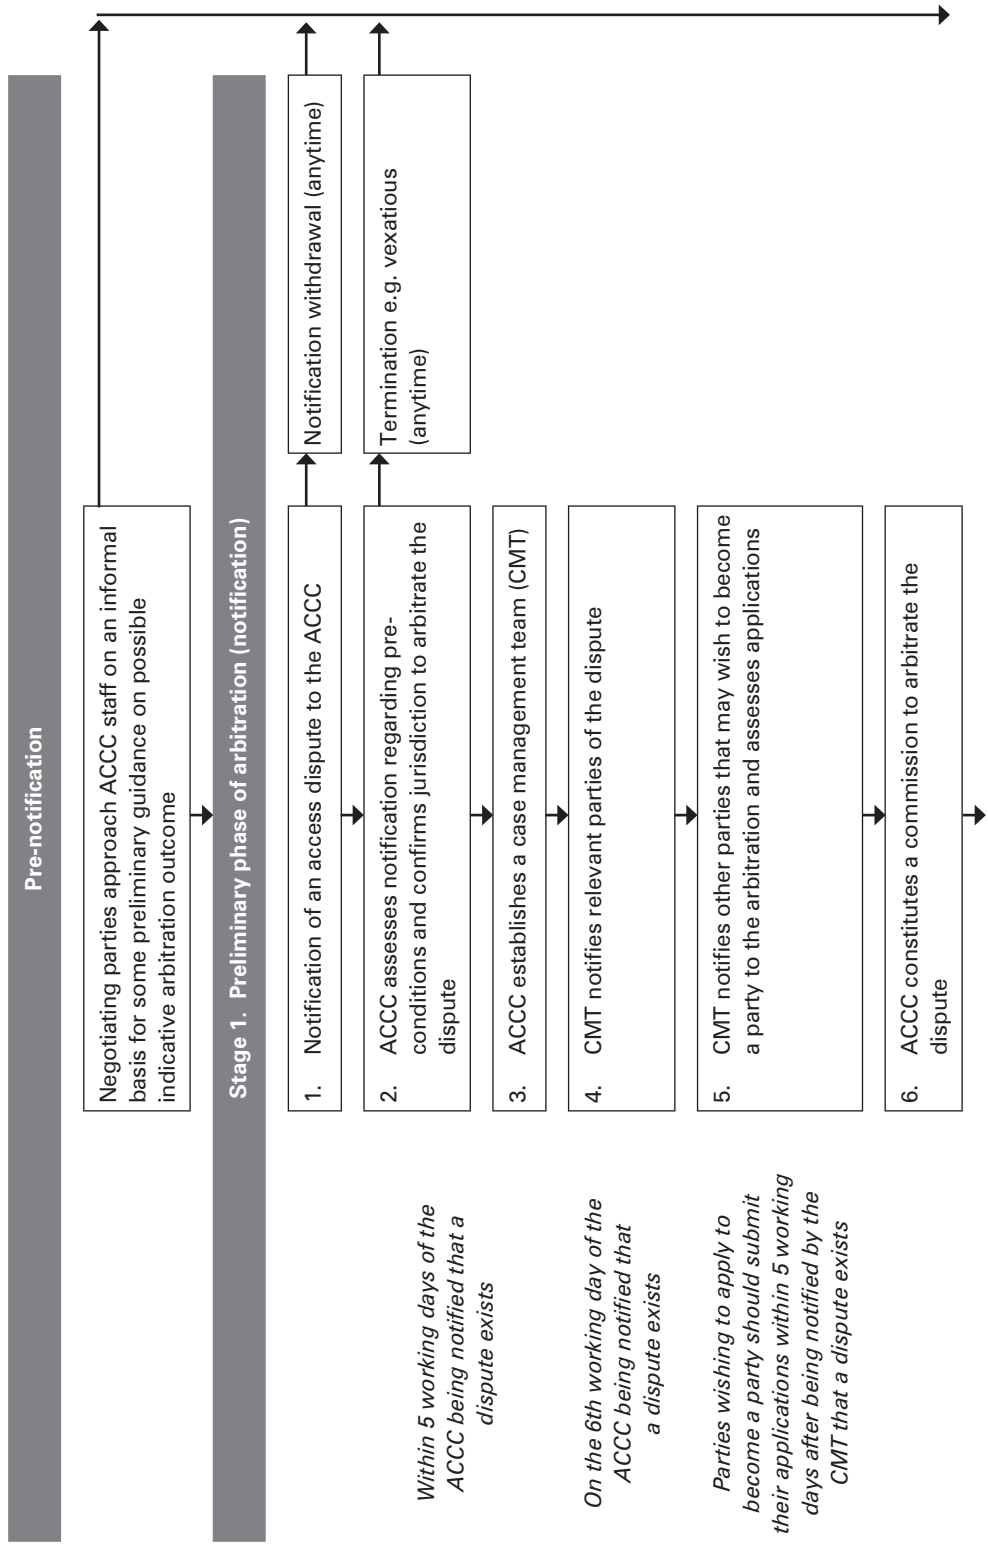 Pre-notification
Negotiating parties approach ACCC staff on an informal
basis for some preliminary guidance on possible
indicative arbitration outcome
Stage 1. Preliminary phase of arbitration (notification)
1. Notification of an access dispute to the ACCC
Notification withdrawal (anytime)
Within 5 working days of the
ACCC being notified that a
dispute exists
2. ACCC assesses notification regarding pre-
conditions and confirms jurisdiction to arbitrate the
dispute
Termination e.g. vexatious
(anytime)
3. ACCC establishes a case management team (CMT)
On the 6th working day of the
ACCC being notified that
a dispute exists
4. CMT notifies relevant parties of the dispute
Parties wishing to apply to
become a party should submit
their applications within 5 working
days after being notified by the
CMT that a dispute exists
5. CMT notifies other parties that may wish to become
a party to the arbitration and assesses applications
6. ACCC constitutes a commission to arbitrate the
dispute